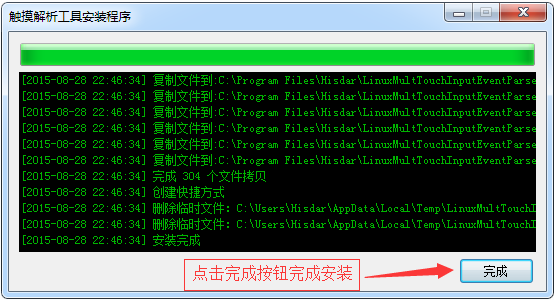 触摸解析工具安装程序
[2015-08-28 22:46:34] 复制文件到:C:\Program Files\Hisdar\LinuxMultTouchInputEventParse
[2015-08-28 22:46:34] 复制文件到:C:\Program Files\Hisdar\LinuxMultTouchInputEventParse
[2015-08-28 22:46:34] 复制文件到:C:\Program Files\Hisdar\LinuxMultTouchInputEventParse
[2015-08-28 22:46:34] 复制文件到:C:\Program Files\Hisdar\LinuxMultTouchInputEventParse
[2015-08-28 22:46:34] 复制文件到:C:\Program Files\Hisdar\LinuxMultTouchInputEventParse
[2015-08-28 22:46:34] 复制文件到:C:\Program Files\Hisdar\LinuxMultTouchInputEventParse
[2015-08-28 22:46:34] 完成 304 个文件拷贝
[2015-08-28 22:46:34] 创建快捷方式
[2015-08-28 22:46:34] 删除临时文件: C:\Users\Hisdar\AppData\Local\Temp\LinuxMultTouchI
[2015-08-28 22:46:34] 删除临时文件: C:\Users\Hisdar\AppData\Local\Temp\LinuxMultTouchI
[2015-08-28 22:46:34] 安装完成
点击完成按钮完成安装
完成